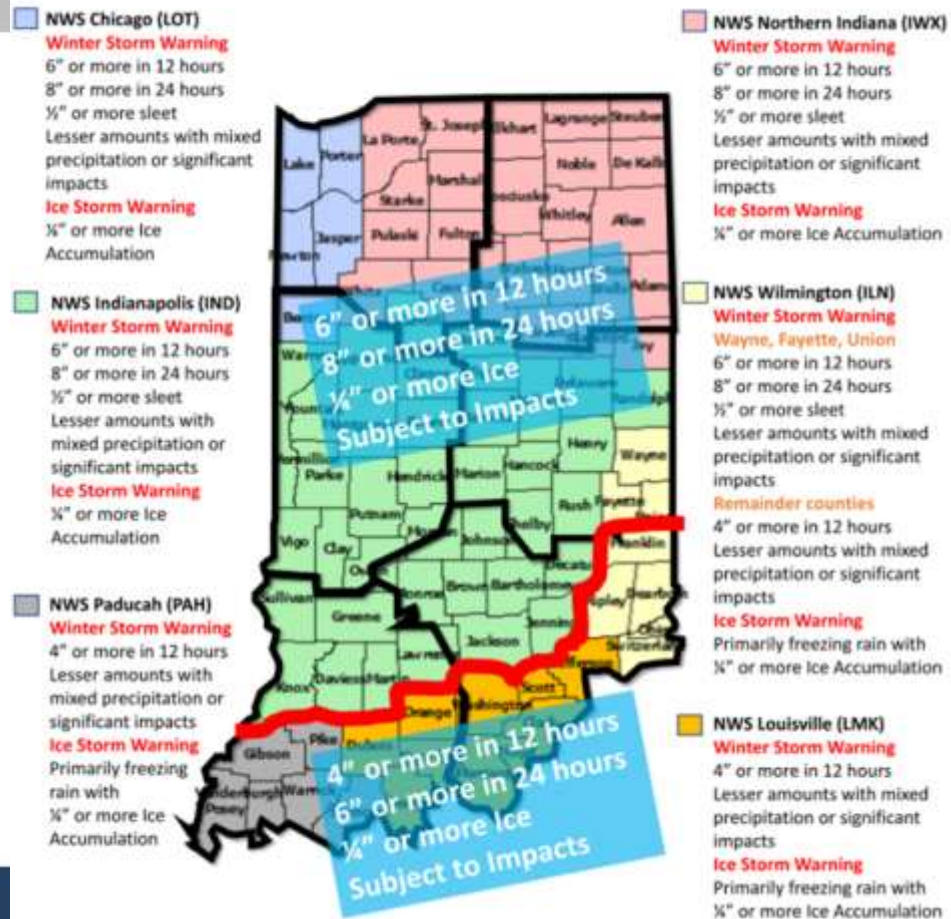 NWS Chicago (LOT)
Winter Storm Warning
6" or more in 12 hours
8" or more in 24 hours
½" or more sleet
Lesser amounts with mixed
precipitation or significant
impacts
Ice Storm Warning
¼" or more Ice
Accumulation
NWS Indianapolis (IND)
Winter Storm Warning
6" or more in 12 hours
8" or more in 24 hours
½" or more sleet
Lesser amounts with
mixed precipitation or
significant impacts
Ice Storm Warning
¼" or more Ice
Accumulation
NWS Paducah (PAH)
Winter Storm Warning
4" or more in 12 hours
Lesser amounts with
mixed precipitation or
significant impacts
Ice Storm Warning
Primarily freezing
rain with
¼" or more Ice
Accumulation
Lake
Porter
La Porte
St. Joseph
Elkhart
Lagrange
Steuben
Noble
De Kalb
Marshall
Starke
Kosciusko
Whitley
Allen
Jasper
Pulaski
Fulton
Newton
6" or more in 12 hours
8" or more in 24 hours
¼" or more Ice
Subject to Impacts
Henry
Wayne
Parke
Hendricks
Marion
Hancock
Putnam
Rush
Fayette
Vigo
Clay
Shelby
Johnson
Franklin
Sullivan
Greene
Brown
Bartholomew
Jackson
Knox
Daviess
Martin
Switzerland
Scott
Orange
Washington
Gibson
Pike
Posey
4" or more in 12 hours
6" or more in 24 hours
¼" or more Ice
Subject to Impacts
NWS Northern Indiana (IWX)
Winter Storm Warning
6" or more in 12 hours
8" or more in 24 hours
½" or more sleet
Lesser amounts with mixed
precipitation or significant
impacts
Ice Storm Warning
¼" or more Ice Accumulation
NWS Wilmington (ILN)
Winter Storm Warning
Wayne, Fayette, Union
6" or more in 12 hours
8" or more in 24 hours
½" or more sleet
Lesser amounts with mixed
precipitation or significant
impacts
Remainder counties
4" or more in 12 hours
Lesser amounts with mixed
precipitation or significant
impacts
Ice Storm Warning
Primarily freezing rain with
¼" or more Ice Accumulation
NWS Louisville (LMK)
Winter Storm Warning
4" or more in 12 hours
Lesser amounts with mixed
precipitation or significant
impacts
Ice Storm Warning
Primarily freezing rain with
¼" or more Ice Accumulation